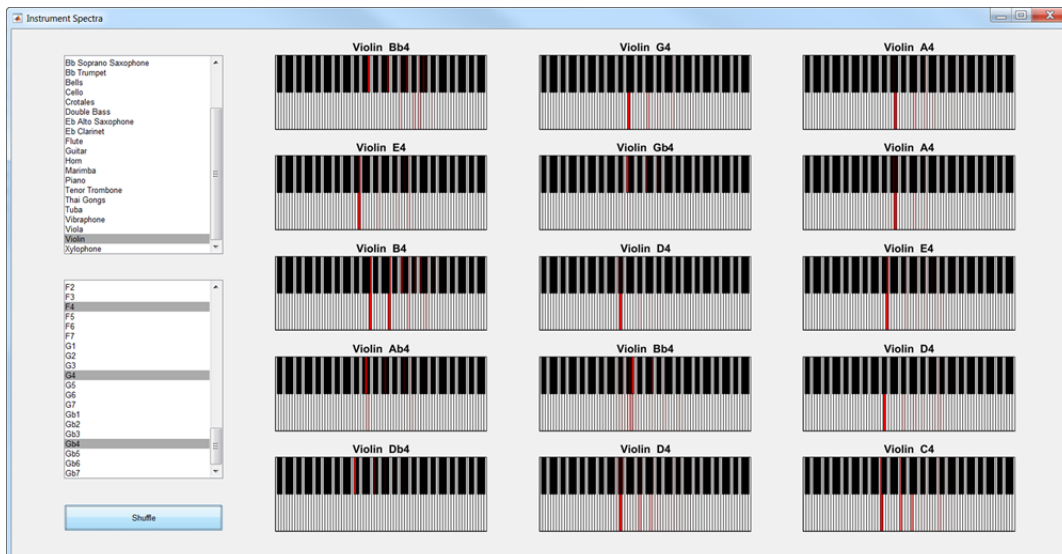 Instrument Spectra
Bb Soprano Saxophone
Bb Trumpet
Bells
Cello
Crotales
Double Bass
Eb Alto Saxophone
Eb Clarinet
Flute
Guitar
Horn
Marimba
Piano
Tenor Trombone
Thai Gongs
Tuba
Vibraphone
Viola
Violin
Xylophone
F2
F3
F4
F5
F6
F7
G1
G2
G3
G4
G5
G6
G7
Gb1
Gb2
Gb3
Gb4
Gb5
Gb6
Gb7
Shuffle
Violin Bb4
Violin G4
Violin A4
Violin E4
Violin Gb4
Violin A4
Violin B4
Violin D4
Violin E4
Violin Ab4
Violin Bb4
Violin D4
Violin Db4
Violin D4
Violin C4